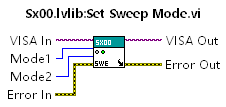 Sx00.lvlib:Set Sweep Mode.vi
VISA In
SX00
VISA Out
Mode1
Mode2
SWE
Error Out
Error In